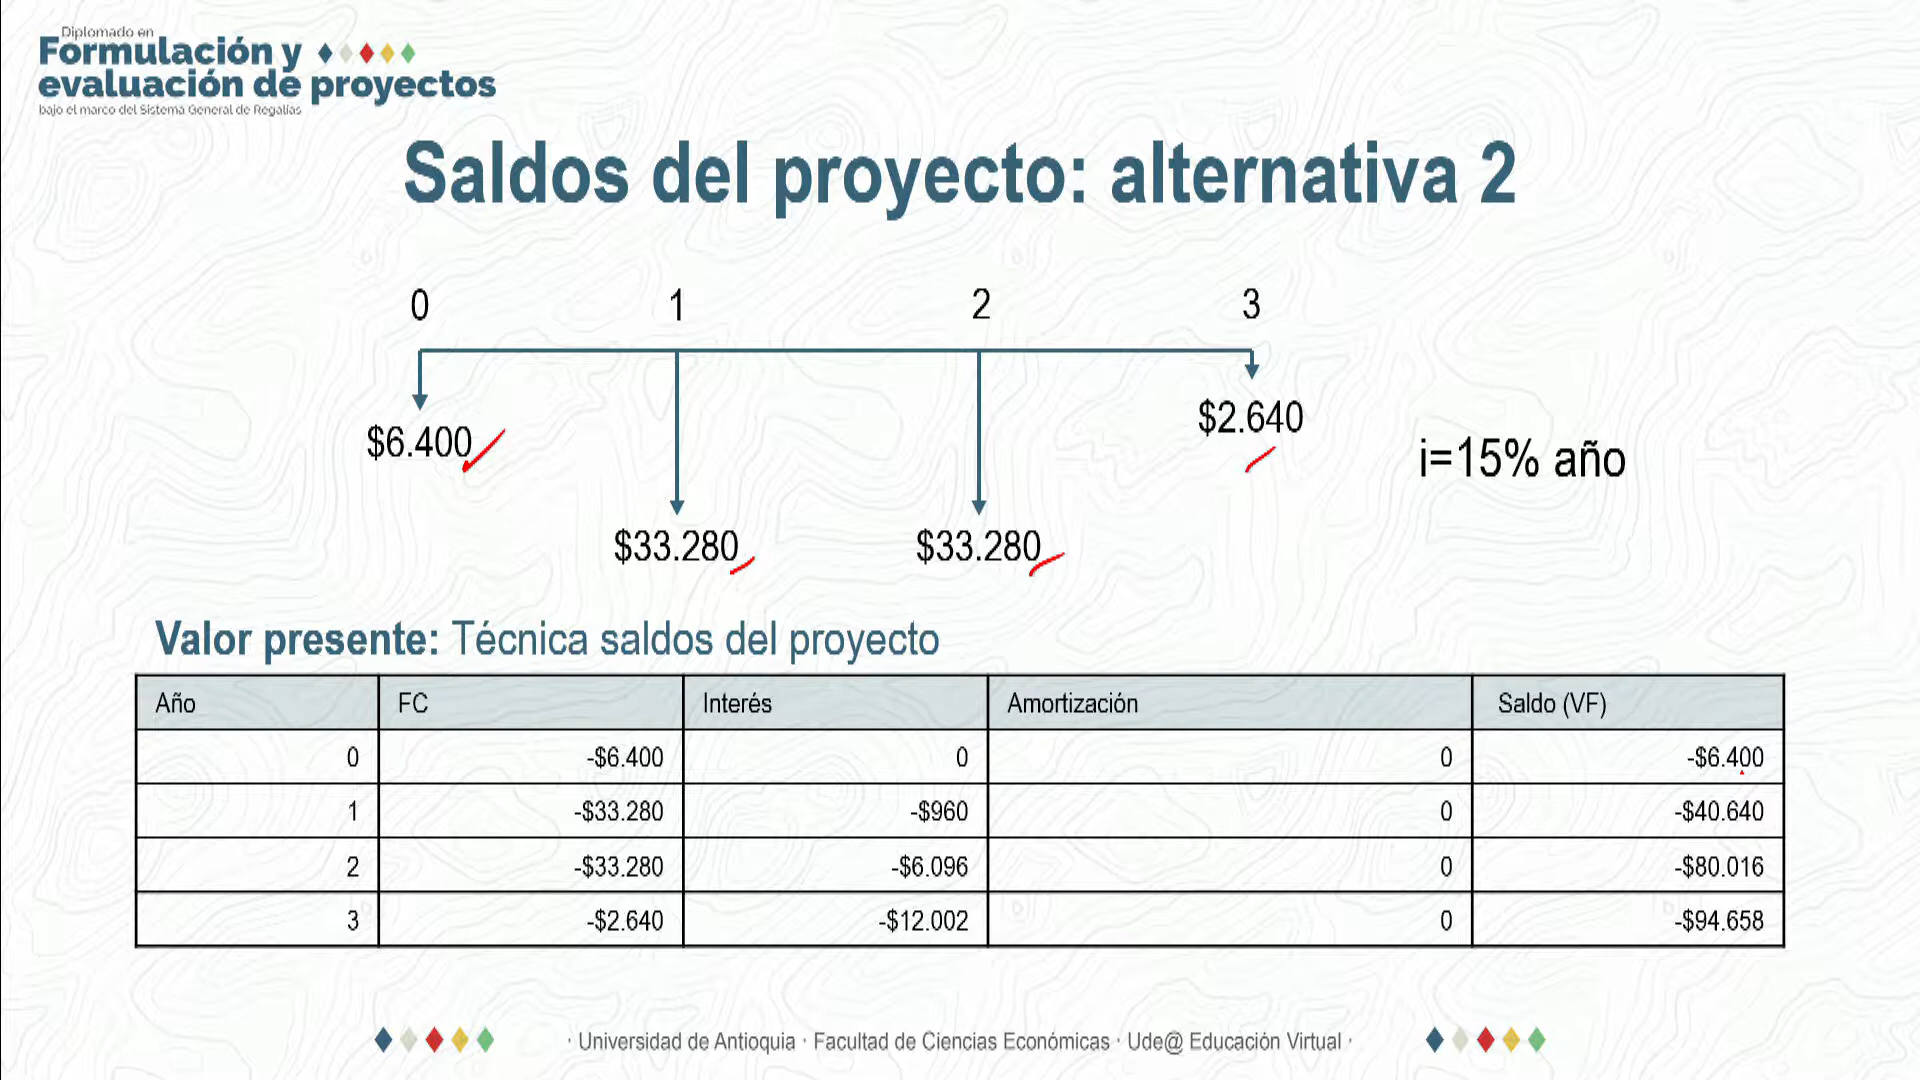 Diplomado en
Formulación y
evaluación de proyectos
bajo el marco del Sistema General de Regalías
Saldos del proyecto: alternativa 2
0 1 2 3
$6.400 $33.280 $33.280 $2.640
i=15% año
Valor presente: Técnica saldos del proyecto
Año FC Interés Amortización Saldo (VF)
0 -$6.400 0 0 -$6.400
1 -$33.280 -$960 0 -$40.640
2 -$33.280 -$6.096 0 -$80.016
3 -$2.640 -$12.002 0 -$94.658
· Universidad de Antioquia · Facultad de Ciencias Económicas · Ude@ Educación Virtual ·